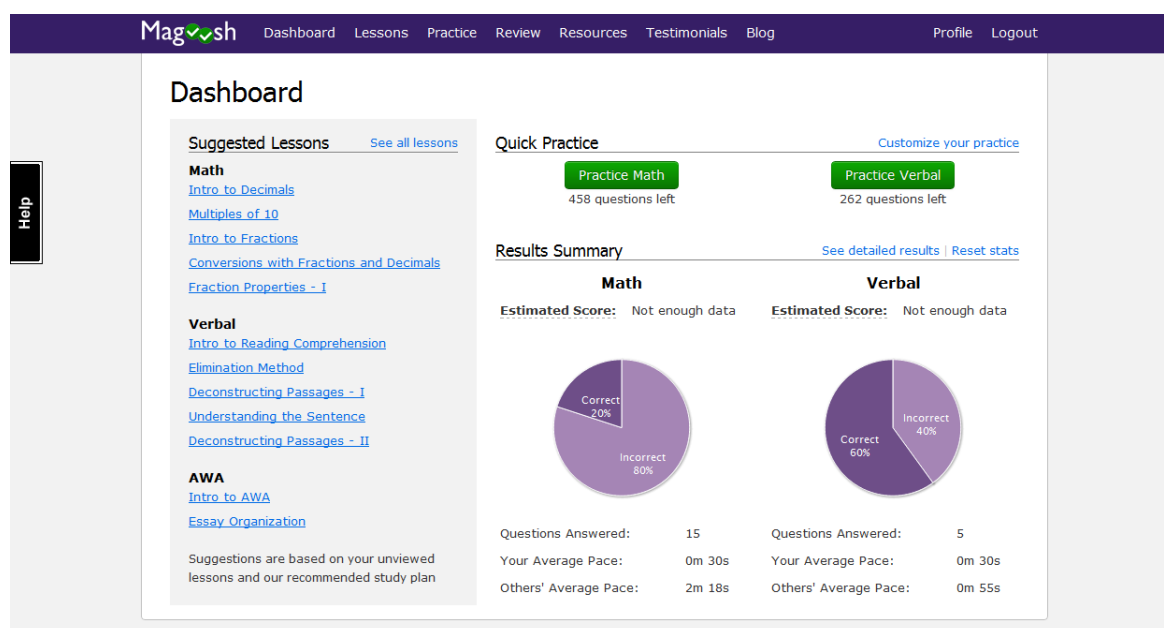 Magoosh Dashboard Lessons Practice Review Resources Testimonials Blog Profile Logout
Help
Dashboard
Suggested Lessons See all lessons
Math
Intro to Decimals
Multiples of 10
Intro to Fractions
Conversions with Fractions and Decimals
Fraction Properties - I
Verbal
Intro to Reading Comprehension
Elimination Method
Deconstructing Passages - I
Understanding the Sentence
Deconstructing Passages - II
AWA
Intro to AWA
Essay Organization
Suggestions are based on your unviewed
lessons and our recommended study plan
Quick Practice Customize your practice
Practice Math
458 questions left
Practice Verbal
262 questions left
Results Summary See detailed results | Reset stats
Math
Estimated Score: Not enough data
Correct
20%
Incorrect
80%
Questions Answered: 15
Your Average Pace: 0m 30s
Others' Average Pace: 2m 18s
Verbal
Estimated Score: Not enough data
Incorrect
40%
Correct
60%
Questions Answered: 5
Your Average Pace: 0m 30s
Others' Average Pace: 0m 55s